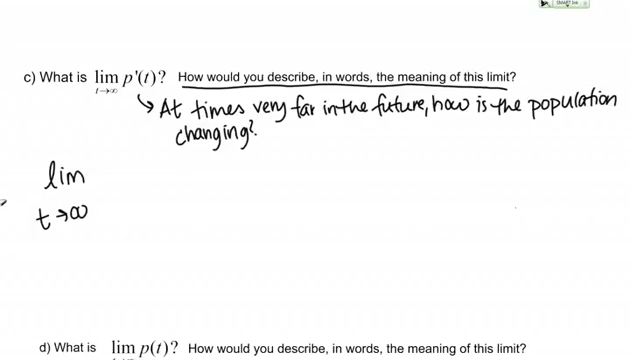 c) What is lim p'(t)? How would you describe, in words, the meaning of this limit?
t→∞
↳ At times very far in the future, how is the population
changing?
lim
t→∞
d) What is lim p(t)? How would you describe, in words, the meaning of this limit?